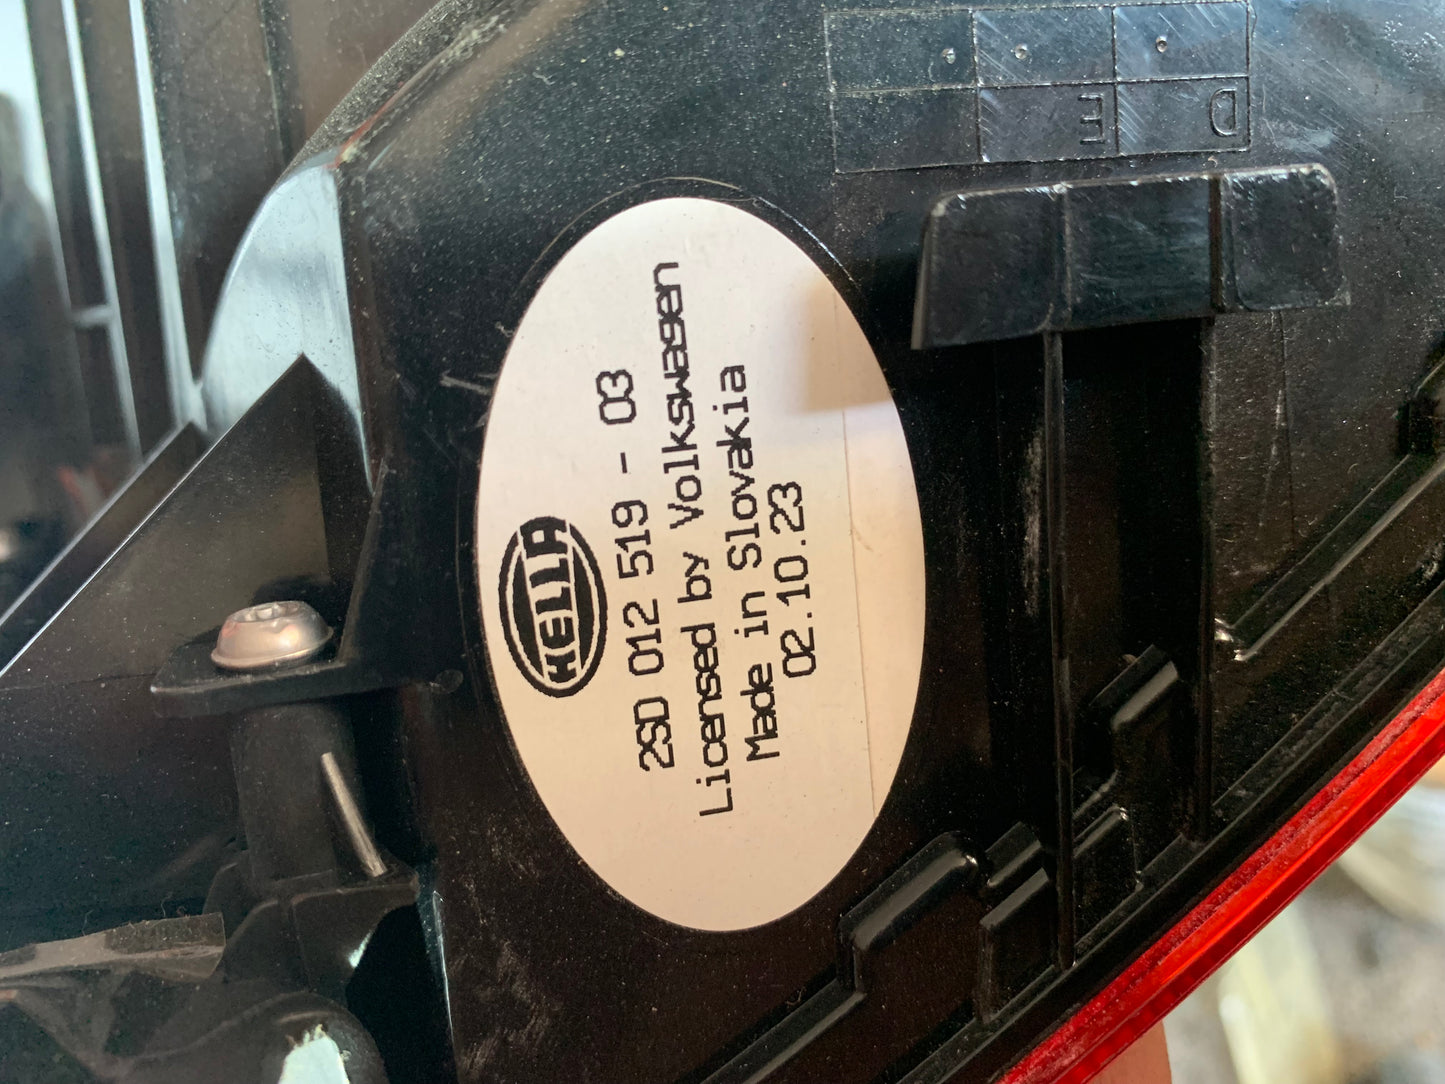 HELLA
2SD 012 519 - 03
Licensed by Volkswagen
Made in Slovakia
02.10.23
D
E